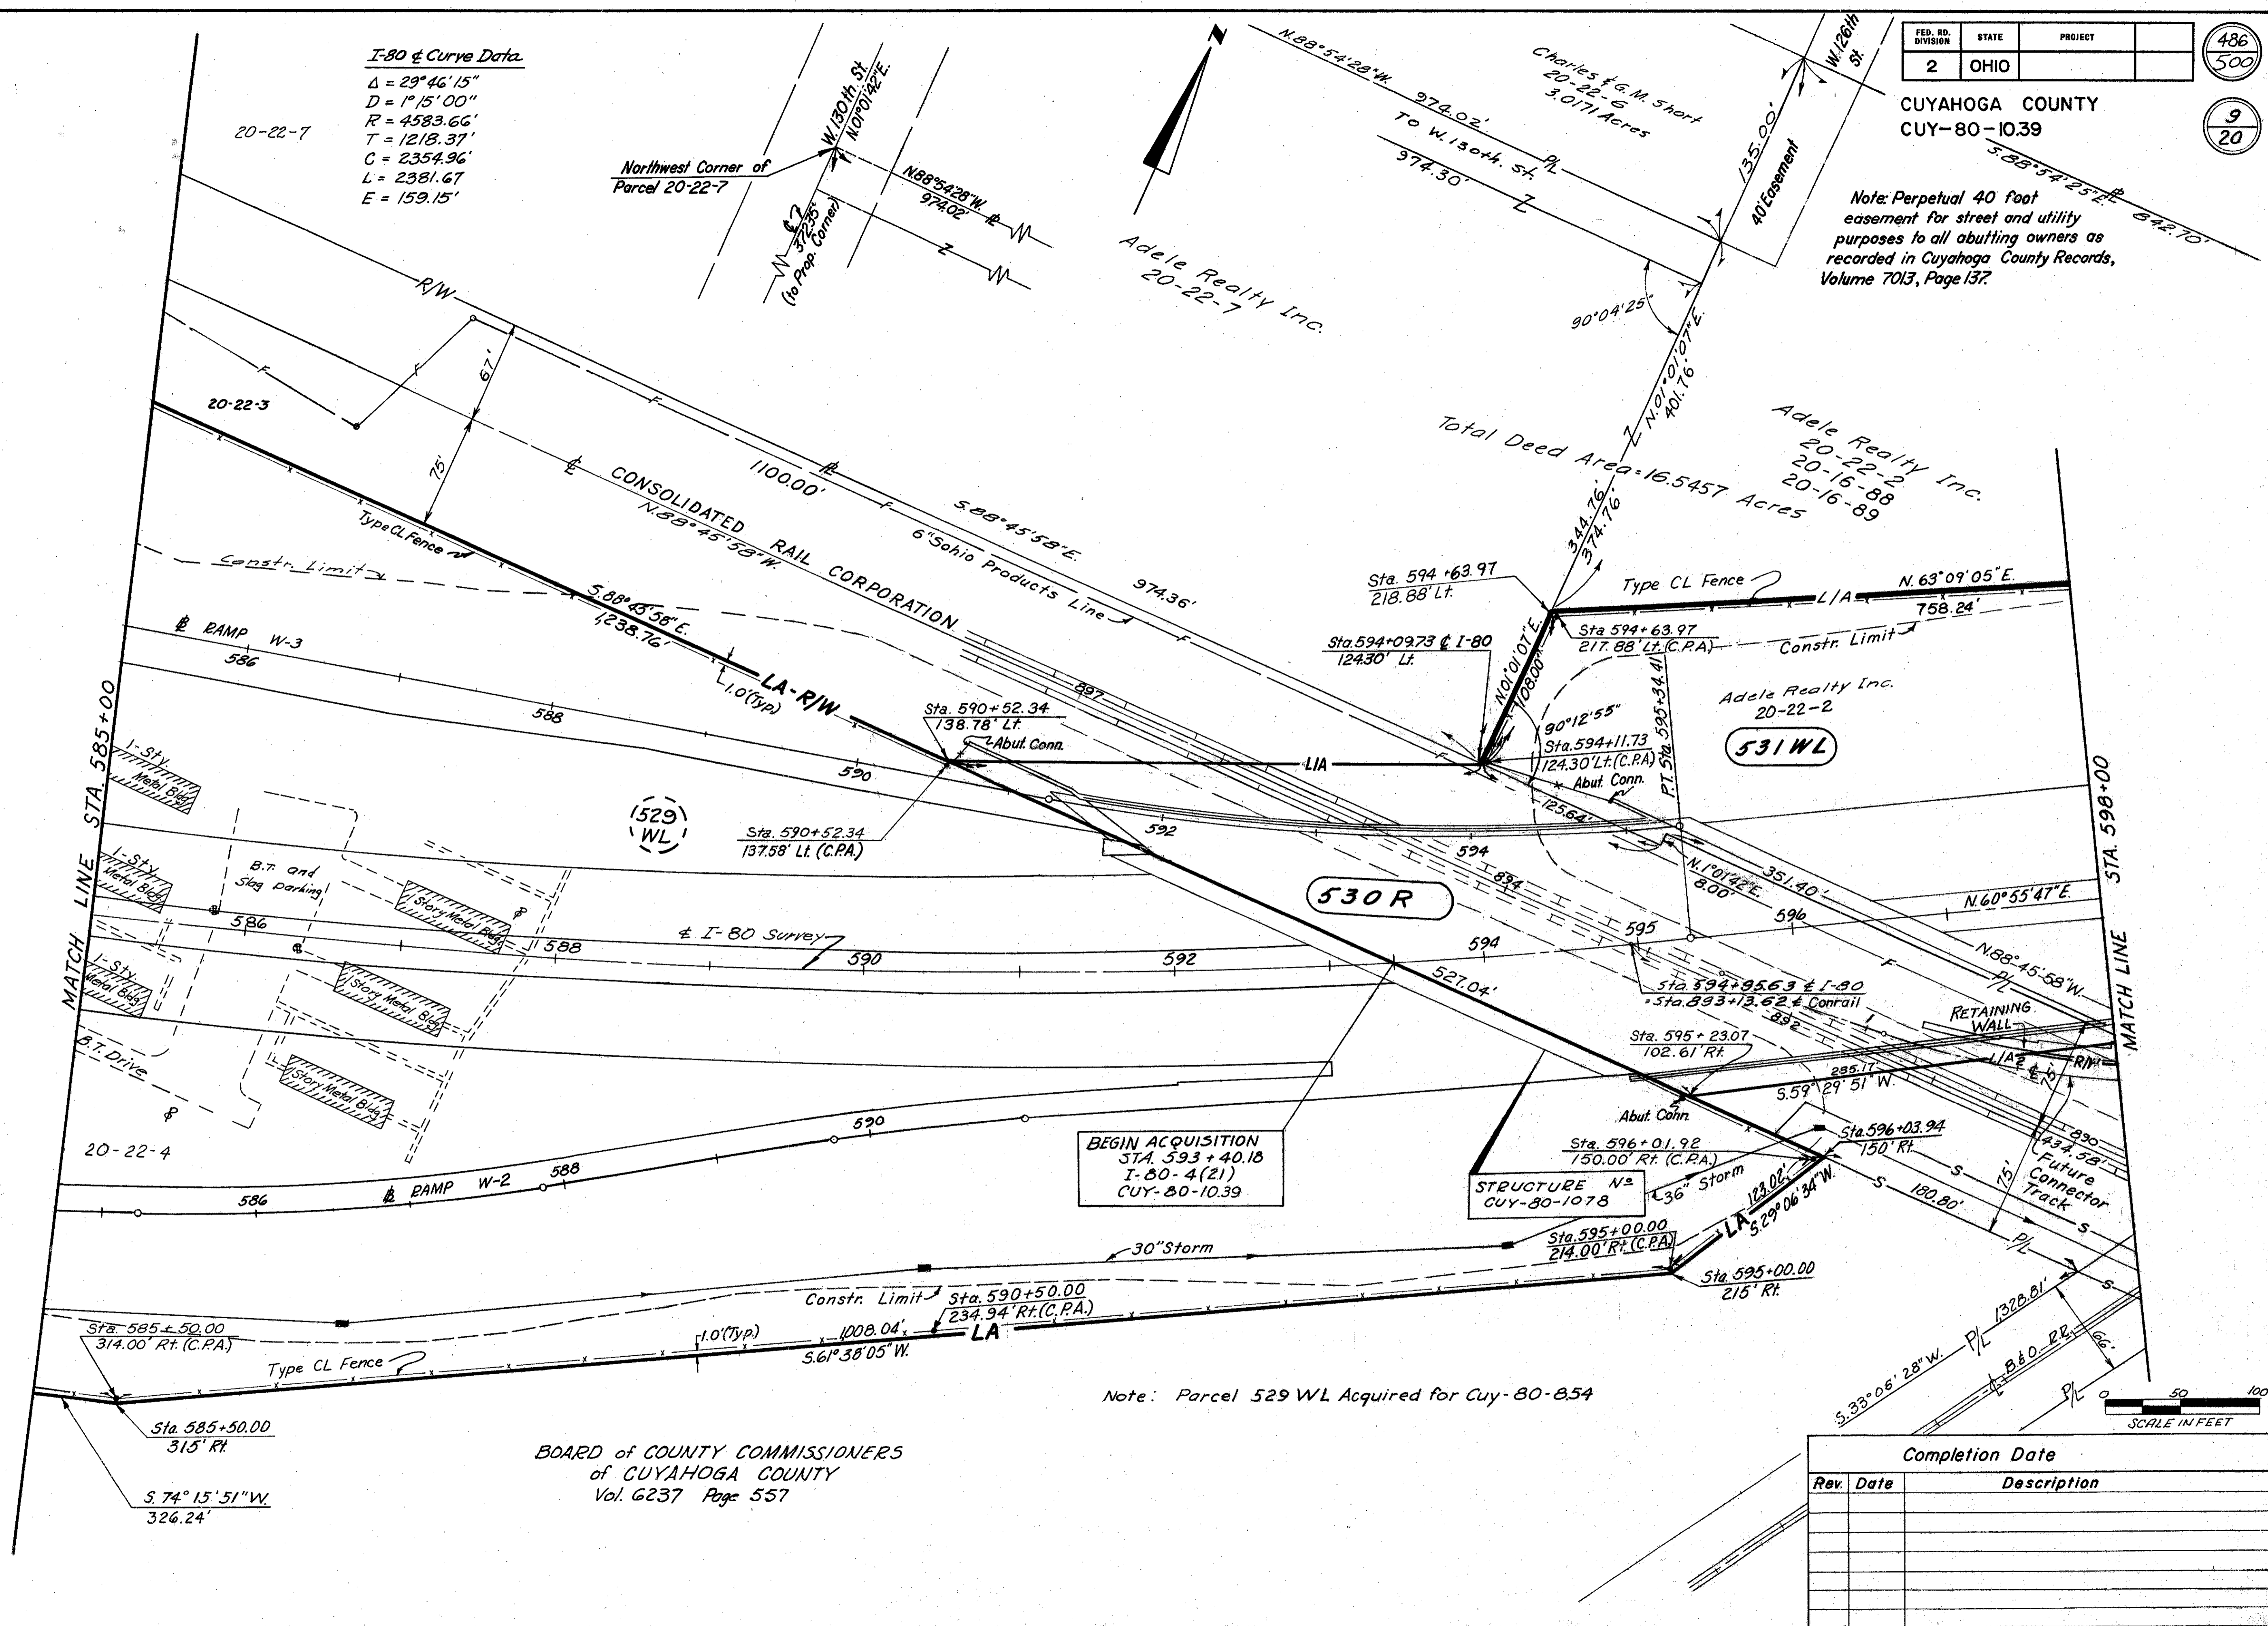 I-80 ₵ Curve Data
Δ = 29°46'15"
D = 1°15'00"
R = 4583.66'
T = 1218.37'
C = 2354.96'
L = 2381.67
E = 159.15'
20-22-7
Northwest Corner of
Parcel 20-22-7
W. 130th. St.
N.01°01'42"E.
N.88°54'28"W. ₧
974.02'
372.35'
(to Prop. Corner)
Z
N
N.88°54'28"W.
974.02'
To W. 130th. St.
974.30'
P/L
Z
Charles & G.M. Short
20-22-6
3.0171 Acres
W. 126th
St.
135.00'
40' Easement
FED. RD.
DIVISION
STATE
PROJECT
2
OHIO
486
500
CUYAHOGA COUNTY
CUY-80-10.39
9
20
S.88°54'25"E.
842.70'
Note: Perpetual 40 foot
easement for street and utility
purposes to all abutting owners as
recorded in Cuyahoga County Records,
Volume 7013, Page 137.
Adele Realty Inc.
20-22-7
90°04'25"
Z N.01°01'07"E.
401.76'
Total Deed Area=16.5457 Acres
Adele Realty Inc.
20-22-2
20-16-88
20-16-89
344.76'
374.76'
R/W
67'
75'
20-22-3
Type CL Fence
Constr. Limit
CONSOLIDATED RAIL CORPORATION
N.88°45'58"W.
1100.00'
S.88°45'58"E.
974.36'
6" Sohio Products Line
S.88°45'58"E.
1,238.76'
1.0'(Typ.)
LA-R/W
RAMP W-3
586
588
590
592
594
Sta. 594+63.97
218.88' Lt.
Type CL Fence
L/A
N. 63°09'05"E.
758.24'
Sta 594+63.97
217.88' Lt. (C.P.A)
Constr. Limit
Sta.594+09.73 ₵ I-80
124.30' Lt.
N.01°01'07"E.
108.00'
90°12'55"
Sta.594+11.73
124.30' Lt.(C.P.A)
Abut. Conn.
P.T. Sta. 595+34.41
Adele Realty Inc.
20-22-2
531 WL
Sta. 590+52.34
138.78' Lt.
Abut. Conn.
L/A
897
125.64'
MATCH LINE STA. 585+00
MATCH LINE STA. 598+00
1-Sty.
Metal Bldg.
1-Sty.
Metal Bldg.
1-Sty.
Metal Bldg.
B.T. and
Slag parking
1 Story Metal Bldg.
1 Story Metal Bldg.
1 Story Metal Bldg.
B.T. Drive
20-22-4
529
WL
Sta. 590+52.34
137.58' Lt. (C.P.A.)
530 R
894
N.1°01'42"E.
8.00'
351.40'
N.60°55'47"E.
N.88°45'58"W.
P/L
586
588
₵ I-80 Survey
590
592
594
595
596
527.04'
Sta. 594+95.63 ₵ I-80
= Sta. 893+13.62 ₵ Conrail
892
RETAINING
WALL
Sta. 595+23.07
102.61' Rt.
L/A
R/W
285.17'
S.59°29'51"W.
75'
Abut. Conn.
Sta. 596+01.92
150.00' Rt. (C.P.A.)
Sta.596+03.94
150' Rt.
890
434.58'
Future
Connector
Track
75'
BEGIN ACQUISITION
STA. 593+40.18
I-80-4(21)
CUY-80-10.39
STRUCTURE Nº
CUY-80-1078
36" Storm
123.02'
LA
S.29°06'34"W.
180.80'
P/L
RAMP W-2
586
588
590
30" Storm
Sta.595+00.00
214.00' Rt.(C.P.A)
Sta. 595+00.00
215' Rt.
Constr. Limit
Sta. 590+50.00
234.94' Rt.(C.P.A.)
1.0'(Typ.)
1008.04'
S.61°38'05"W.
LA
Sta. 585+50.00
314.00' Rt. (C.P.A.)
Type CL Fence
Sta. 585+50.00
315' Rt.
S. 74°15'51"W.
326.24'
Note: Parcel 529 WL Acquired for Cuy-80-8.54
BOARD of COUNTY COMMISSIONERS
of CUYAHOGA COUNTY
Vol. 6237 Page 557
S.33°06'28"W.
P/L
1328.81'
B.&O. R.R.
66'
P/L
0 50 100
SCALE IN FEET
Completion Date
Rev. Date Description